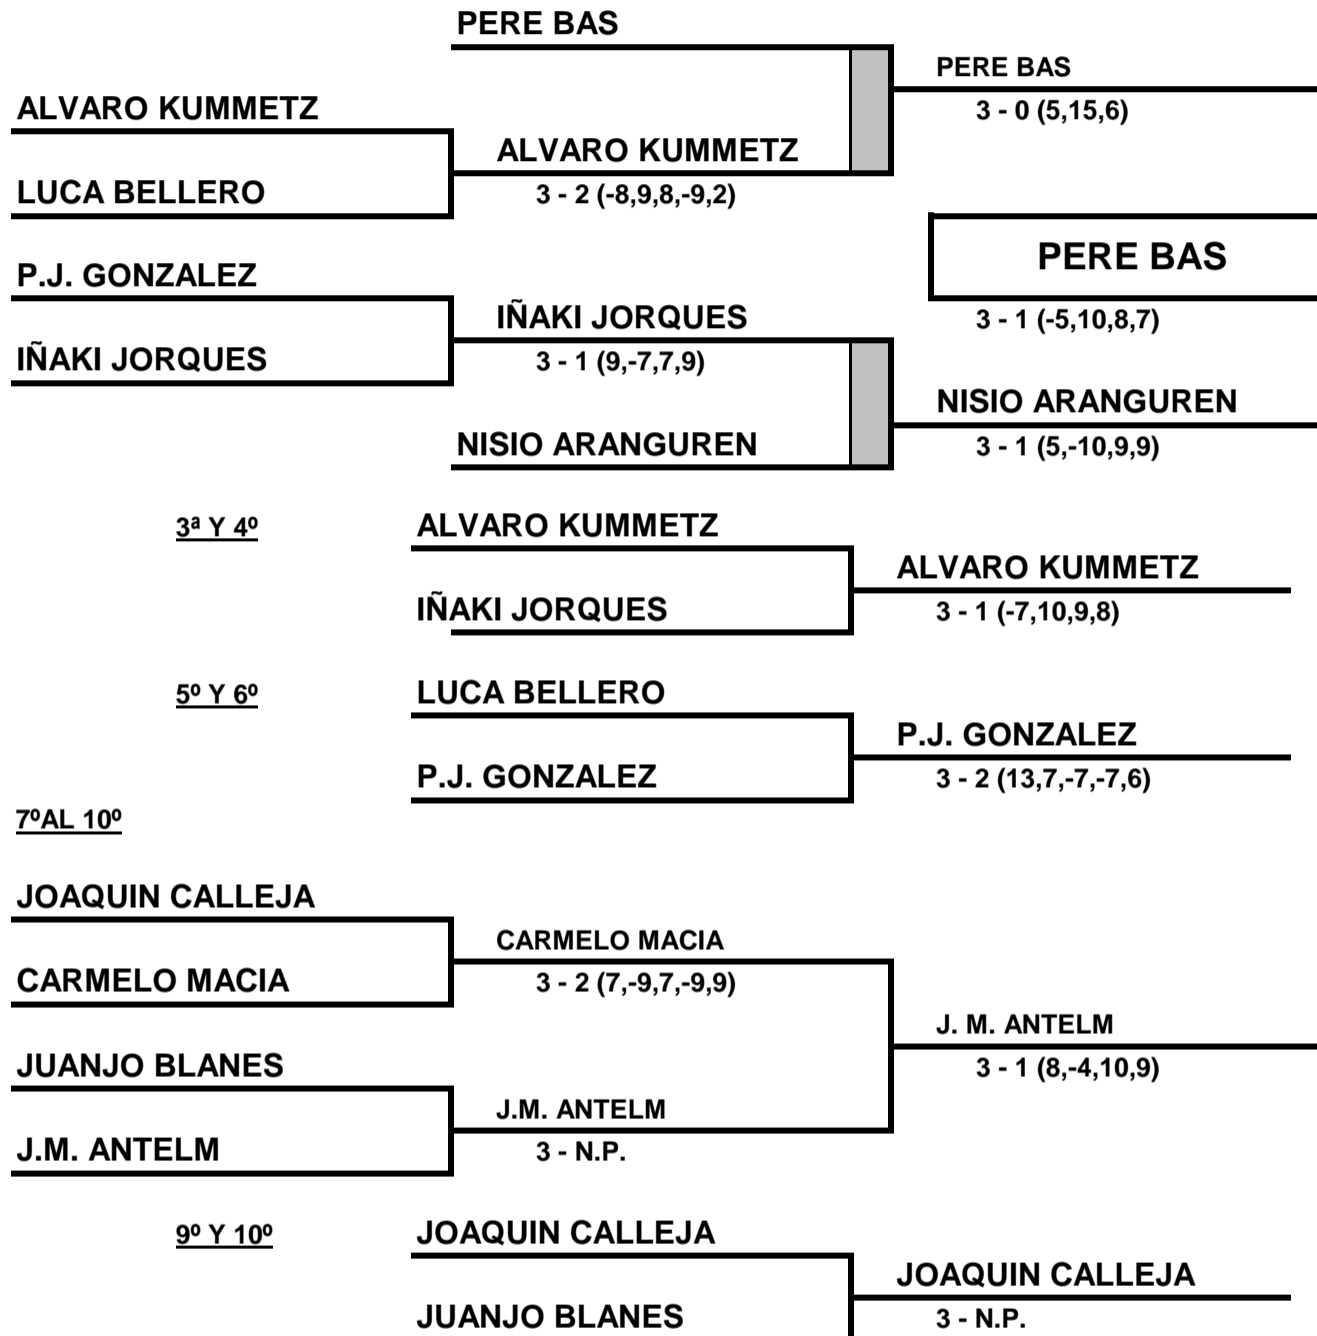 PERE BAS
PERE BAS
ALVARO KUMMETZ
3 - 0 (5,15,6)
ALVARO KUMMETZ
LUCA BELLERO
3 - 2 (-8,9,8,-9,2)
PERE BAS
P.J. GONZALEZ
IÑAKI JORQUES
3 - 1 (-5,10,8,7)
IÑAKI JORQUES
3 - 1 (9,-7,7,9)
NISIO ARANGUREN
NISIO ARANGUREN
3 - 1 (5,-10,9,9)
3ª Y 4º
ALVARO KUMMETZ
ALVARO KUMMETZ
IÑAKI JORQUES
3 - 1 (-7,10,9,8)
5º Y 6º
LUCA BELLERO
P.J. GONZALEZ
P.J. GONZALEZ
3 - 2 (13,7,-7,-7,6)
7ºAL 10º
JOAQUIN CALLEJA
CARMELO MACIA
CARMELO MACIA
3 - 2 (7,-9,7,-9,9)
J. M. ANTELM
JUANJO BLANES
3 - 1 (8,-4,10,9)
J.M. ANTELM
J.M. ANTELM
3 - N.P.
9º Y 10º
JOAQUIN CALLEJA
JOAQUIN CALLEJA
JUANJO BLANES
3 - N.P.